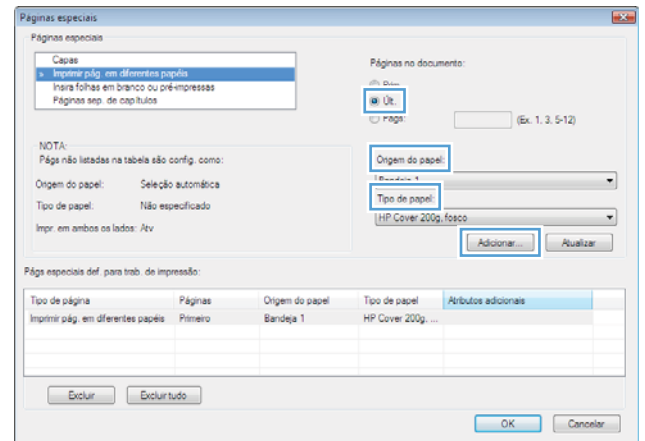 Páginas especiais
Páginas especiais
Capas
» Imprimir pág. em diferentes papéis
Insira folhas em branco ou pré-impressas
Páginas sep. de capítulos
Páginas no documento:
Últ.
Págs:
(Ex. 1, 3, 5-12)
NOTA:
Págs não listadas na tabela são config. como:
Origem do papel: Seleção automática
Tipo de papel: Não especificado
Impr. em ambos os lados: Atv
Origem do papel:
Bandeja 1
Tipo de papel:
HP Cover 200g, fosco
Adicionar... Atualizar
Págs especiais def. para trab. de impressão:
Tipo de página Páginas Origem do papel Tipo de papel Atributos adicionais
Imprimir pág. em diferentes papéis Primeiro Bandeja 1 HP Cover 200g, ...
Excluir Excluir tudo
OK Cancelar